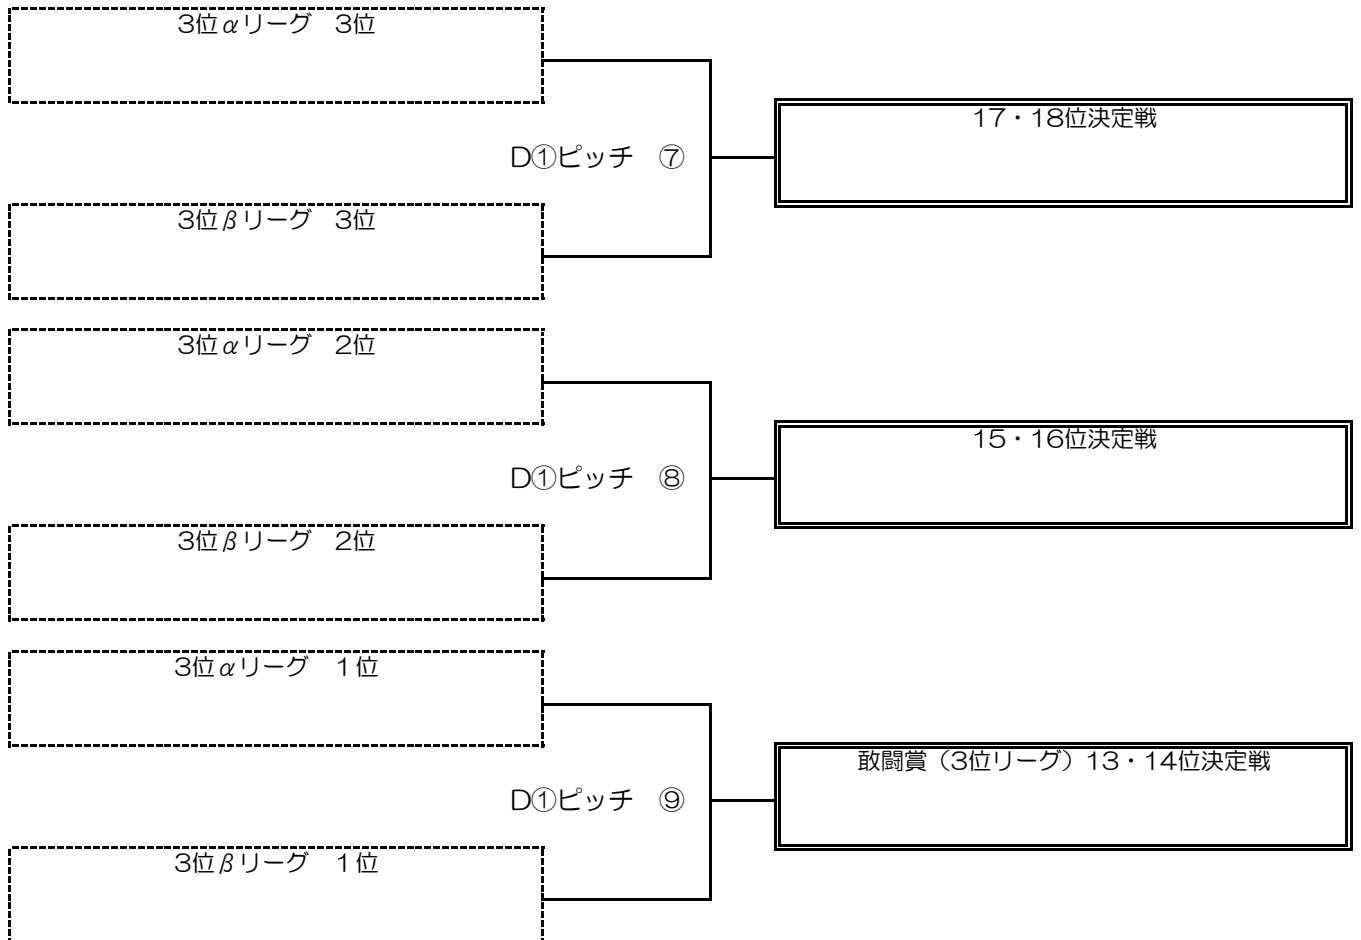 3位αリーグ　3位
17・18位決定戦
D①ピッチ　⑦
3位βリーグ　3位
3位αリーグ　2位
15・16位決定戦
D①ピッチ　⑧
3位βリーグ　2位
3位αリーグ　１位
敢闘賞（3位リーグ）13・14位決定戦
D①ピッチ　⑨
3位βリーグ　１位